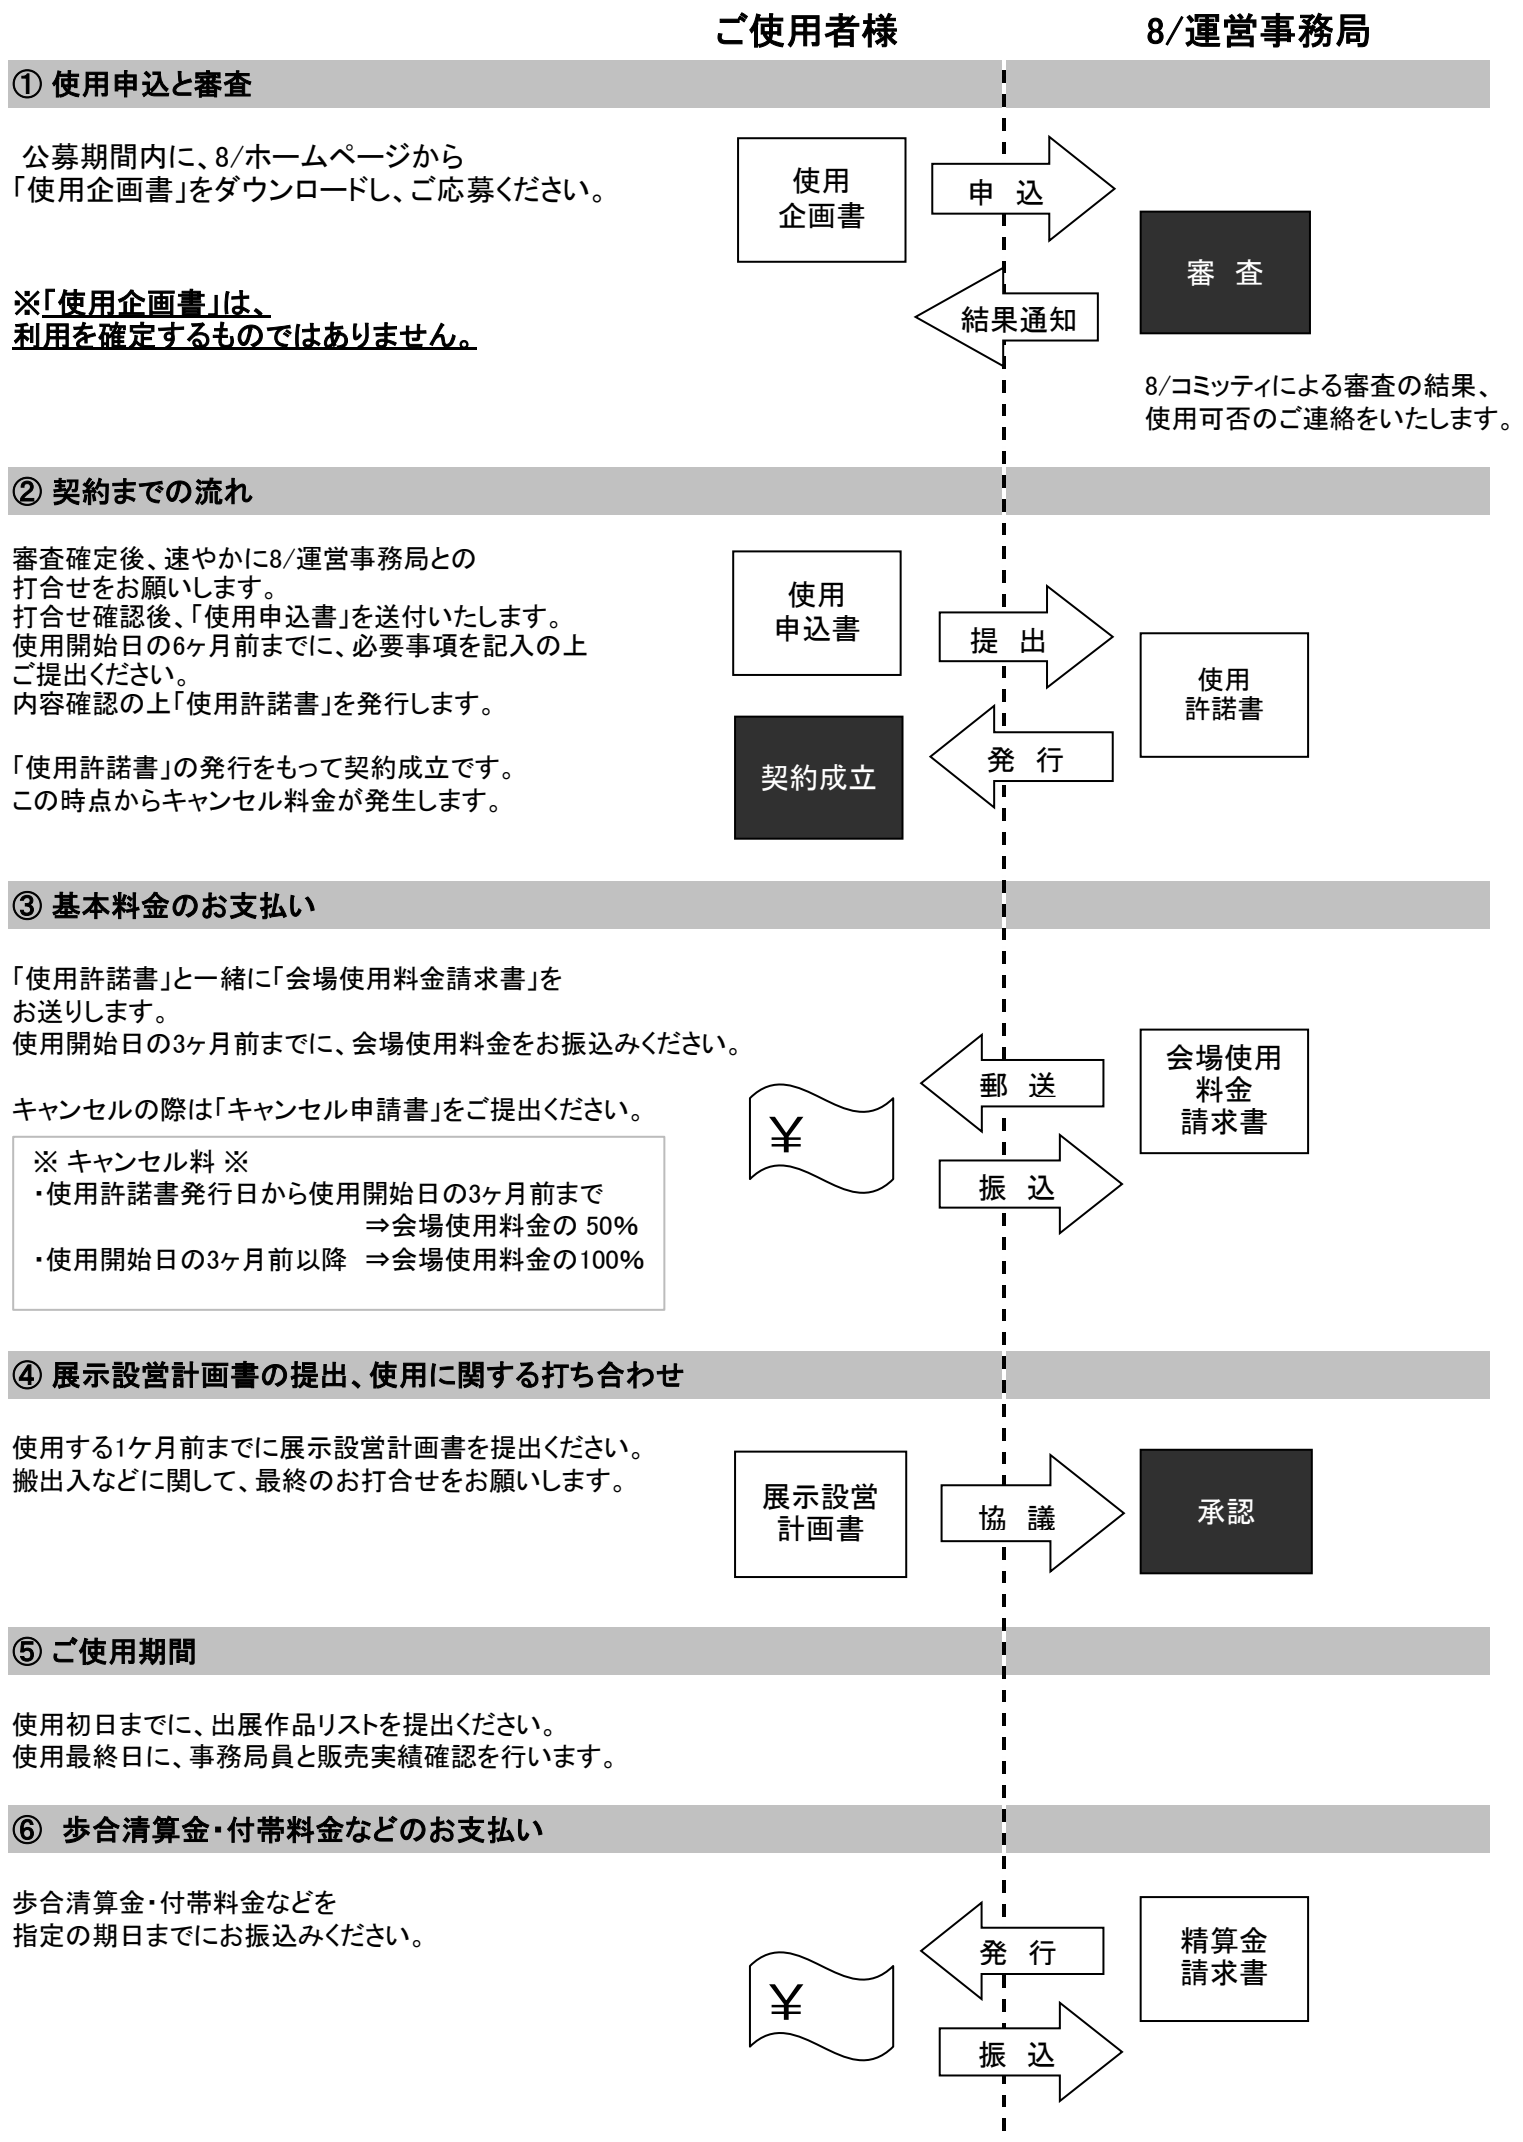 ご使用者様
8/運営事務局
① 使用申込と審査
公募期間内に、8/ホームページから
「使用企画書」をダウンロードし、ご応募ください。
※「使用企画書」は、
利用を確定するものではありません。
使用
企画書
申 込
審 査
結果通知
8/コミッティによる審査の結果、
使用可否のご連絡をいたします。
② 契約までの流れ
審査確定後、速やかに8/運営事務局との
打合せをお願いします。
打合せ確認後、「使用申込書」を送付いたします。
使用開始日の6ヶ月前までに、必要事項を記入の上
ご提出ください。
内容確認の上「使用許諾書」を発行します。
「使用許諾書」の発行をもって契約成立です。
この時点からキャンセル料金が発生します。
使用
申込書
提 出
使用
許諾書
発 行
契約成立
③ 基本料金のお支払い
「使用許諾書」と一緒に「会場使用料金請求書」を
お送りします。
使用開始日の3ヶ月前までに、会場使用料金をお振込みください。
キャンセルの際は「キャンセル申請書」をご提出ください。
※ キャンセル料 ※
・使用許諾書発行日から使用開始日の3ヶ月前まで
⇒会場使用料金の 50%
・使用開始日の3ヶ月前以降 ⇒会場使用料金の100%
会場使用
料金
請求書
郵 送
¥
振 込
④ 展示設営計画書の提出、使用に関する打ち合わせ
使用する1ケ月前までに展示設営計画書を提出ください。
搬出入などに関して、最終のお打合せをお願いします。
展示設営
計画書
協 議
承認
⑤ ご使用期間
使用初日までに、出展作品リストを提出ください。
使用最終日に、事務局員と販売実績確認を行います。
⑥ 歩合清算金・付帯料金などのお支払い
歩合清算金・付帯料金などを
指定の期日までにお振込みください。
精算金
請求書
発 行
¥
振 込